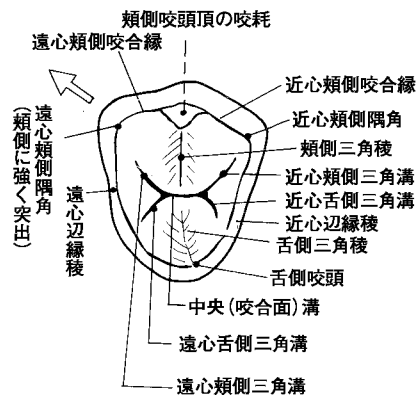 頬側咬頭頂の咬耗
遠心頬側咬合縁
近心頬側咬合縁
近心頬側隅角
頬側三角稜
近心頬側三角溝
近心舌側三角溝
近心辺縁稜
舌側三角稜
舌側咬頭
中央(咬合面)溝
遠心舌側三角溝
遠心頬側三角溝
遠心頬側隅角
(頬側に強く突出)
遠心辺縁稜